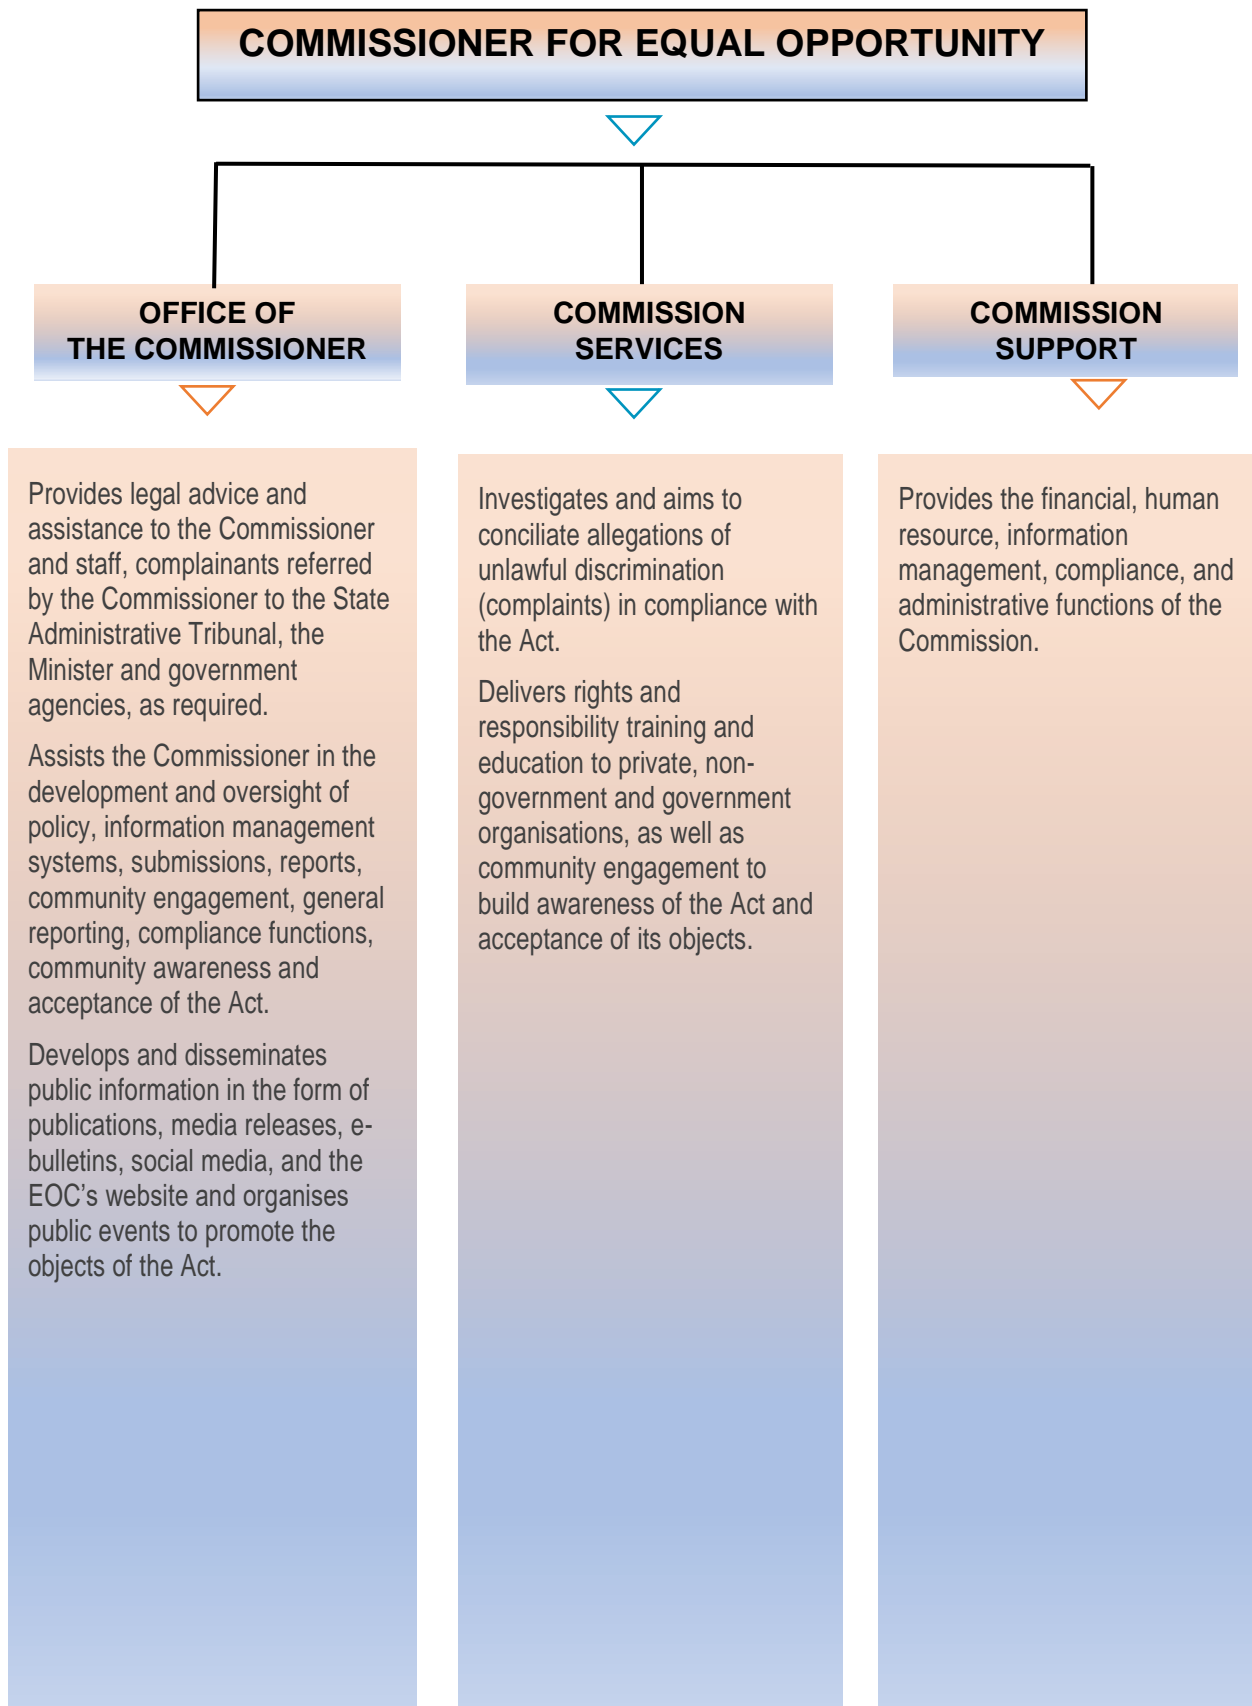 COMMISSIONER FOR EQUAL OPPORTUNITY
OFFICE OF
THE COMMISSIONER
Provides legal advice and
assistance to the Commissioner
and staff, complainants referred
by the Commissioner to the State
Administrative Tribunal, the
Minister and government
agencies, as required.
Assists the Commissioner in the
development and oversight of
policy, information management
systems, submissions, reports,
community engagement, general
reporting, compliance functions,
community awareness and
acceptance of the Act.
Develops and disseminates
public information in the form of
publications, media releases, e-
bulletins, social media, and the
EOC’s website and organises
public events to promote the
objects of the Act.
COMMISSION
SERVICES
Investigates and aims to
conciliate allegations of
unlawful discrimination
(complaints) in compliance with
the Act.
Delivers rights and
responsibility training and
education to private, non-
government and government
organisations, as well as
community engagement to
build awareness of the Act and
acceptance of its objects.
COMMISSION
SUPPORT
Provides the financial, human
resource, information
management, compliance, and
administrative functions of the
Commission.